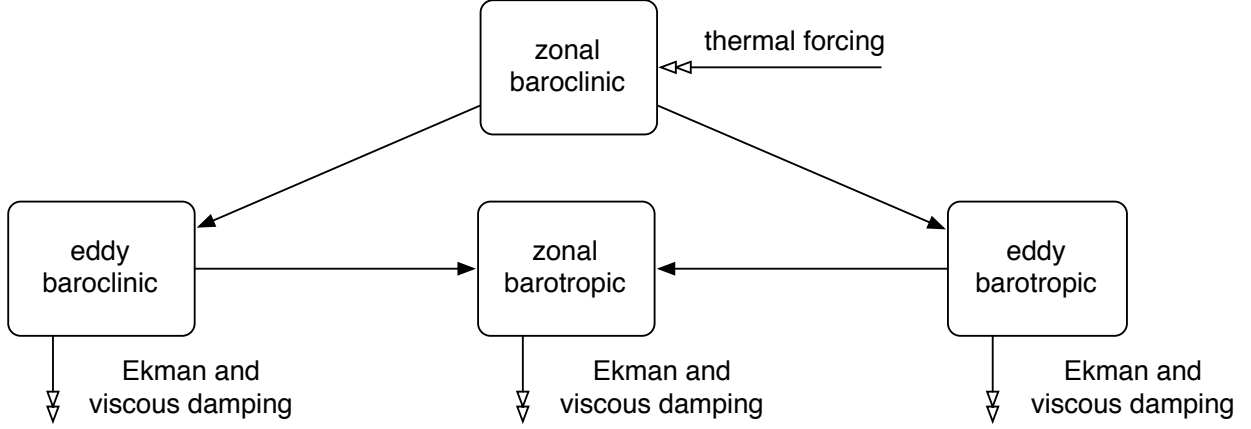 zonal
baroclinic
thermal forcing
eddy
baroclinic
zonal
barotropic
eddy
barotropic
Ekman and
viscous damping
Ekman and
viscous damping
Ekman and
viscous damping